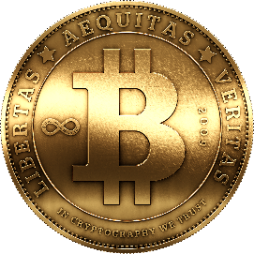 LIBERTAS ★ AEQUITAS ★ VERITAS
₿
2009
IN CRYPTOGRAPHY WE TRUST